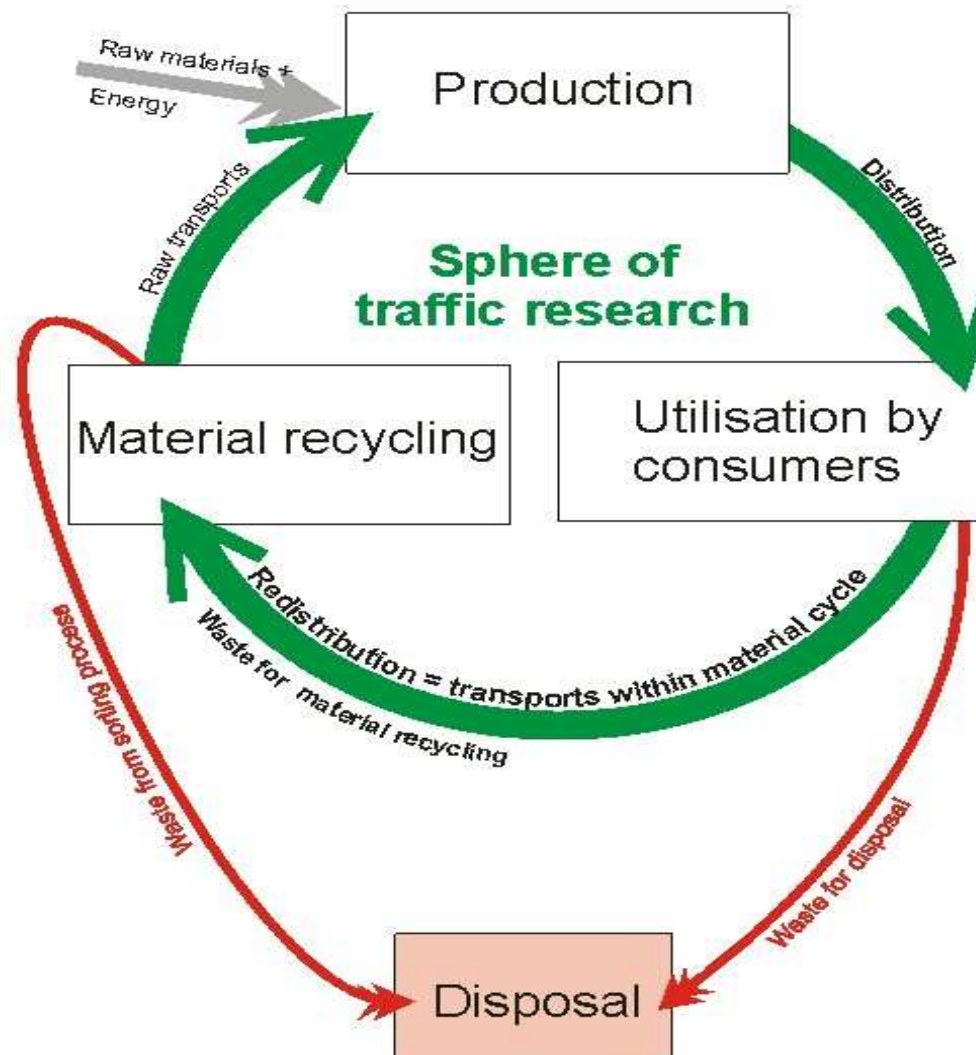 Raw materials +
Energy
Production
Raw transports
Distribution
Sphere of
traffic research
Material recycling
Utilisation by
consumers
Redistribution = transports within material cycle
Waste for material recycling
Waste from sorting process
Waste for disposal
Disposal